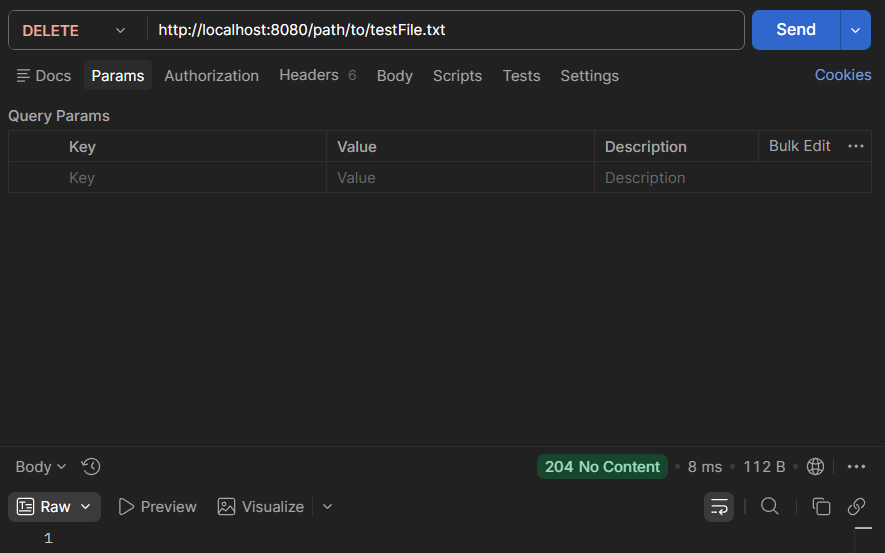 DELETE http://localhost:8080/path/to/testFile.txt Send
Docs Params Authorization Headers 6 Body Scripts Tests Settings Cookies
Query Params
Key Value Description Bulk Edit
Key Value Description
Body 204 No Content • 8 ms • 112 B
Raw Preview Visualize
1